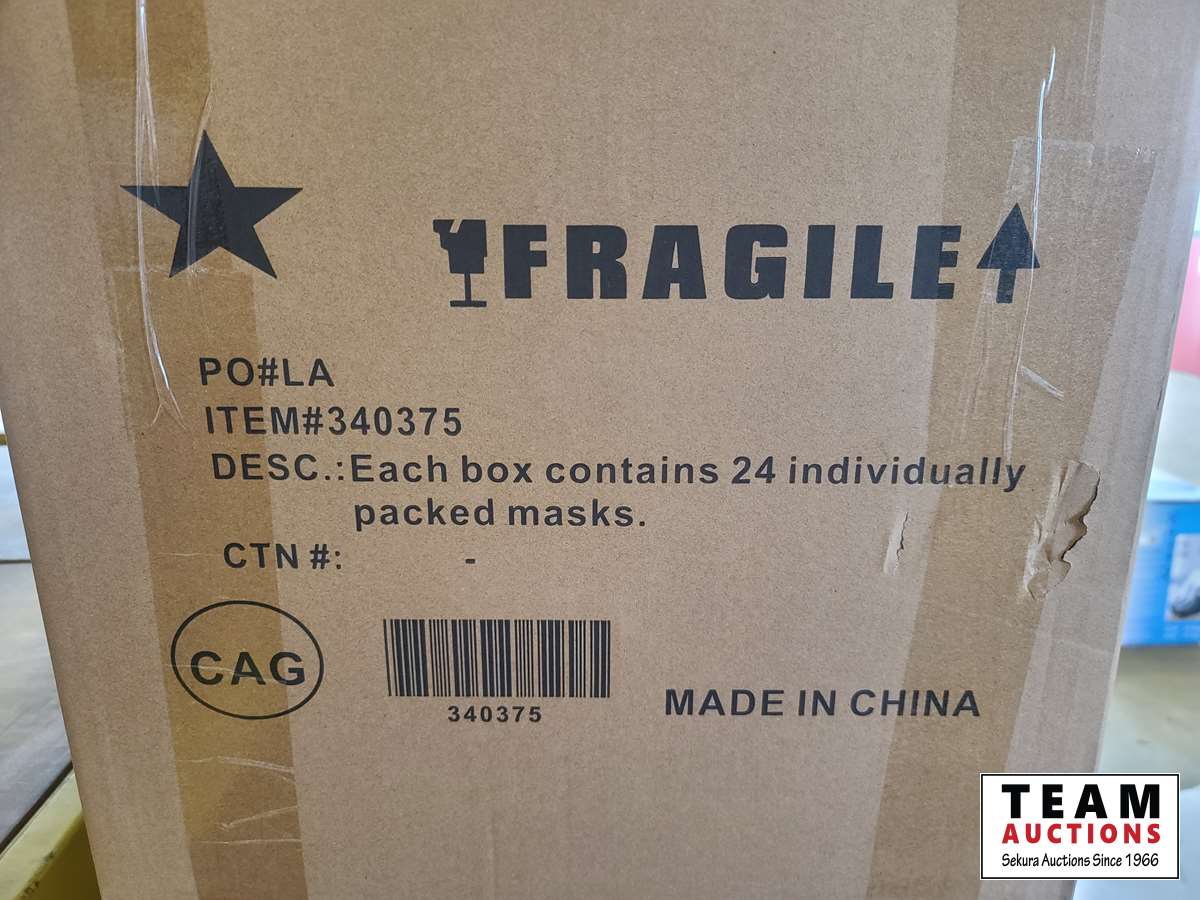 FRAGILE
PO#LA
ITEM#340375
DESC.:Each box contains 24 individually
packed masks.
CTN #: -
CAG
340375
MADE IN CHINA
TEAM
AUCTIONS
Sekura Auctions Since 1966